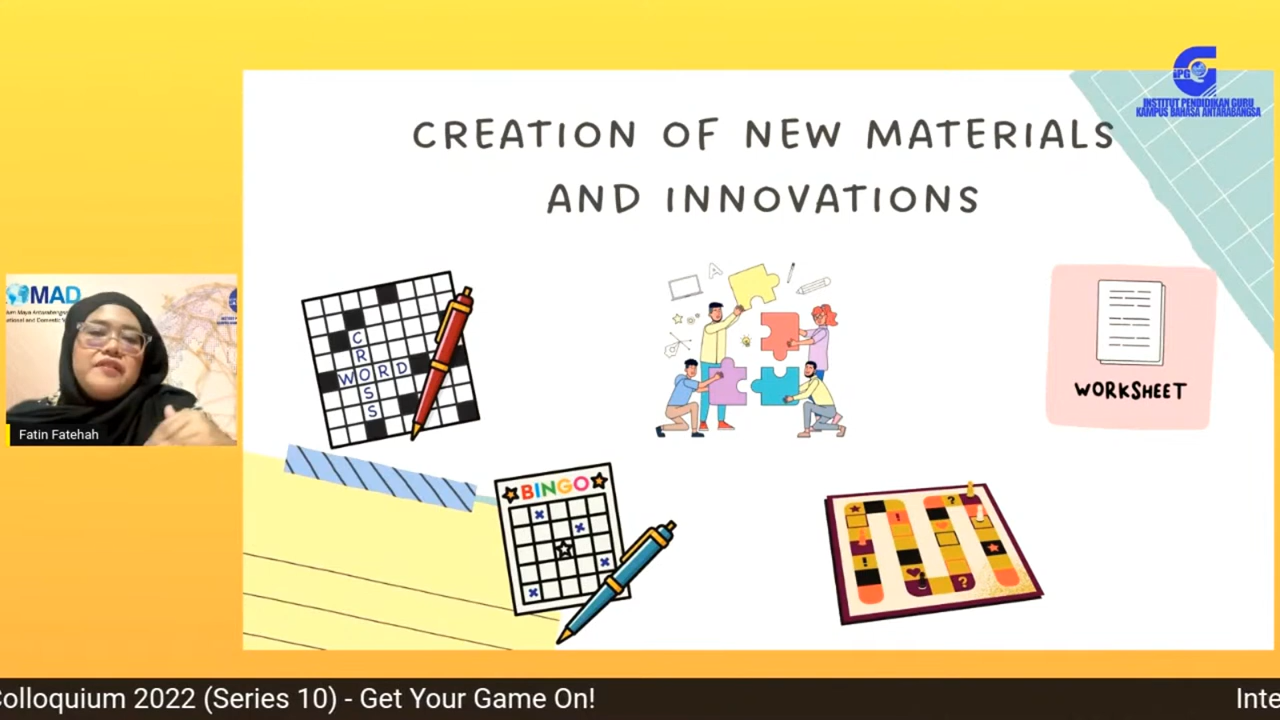 CREATION OF NEW MATERIALS
AND INNOVATIONS
iPG
INSTITUT PENDIDIKAN GURU
KAMPUS BAHASA ANTARABANGSA
CROSS
WORD
A
WORKSHEET
MAD
Fatin Fatehah
BINGO
?
!
!
?
Colloquium 2022 (Series 10) - Get Your Game On!
Inte